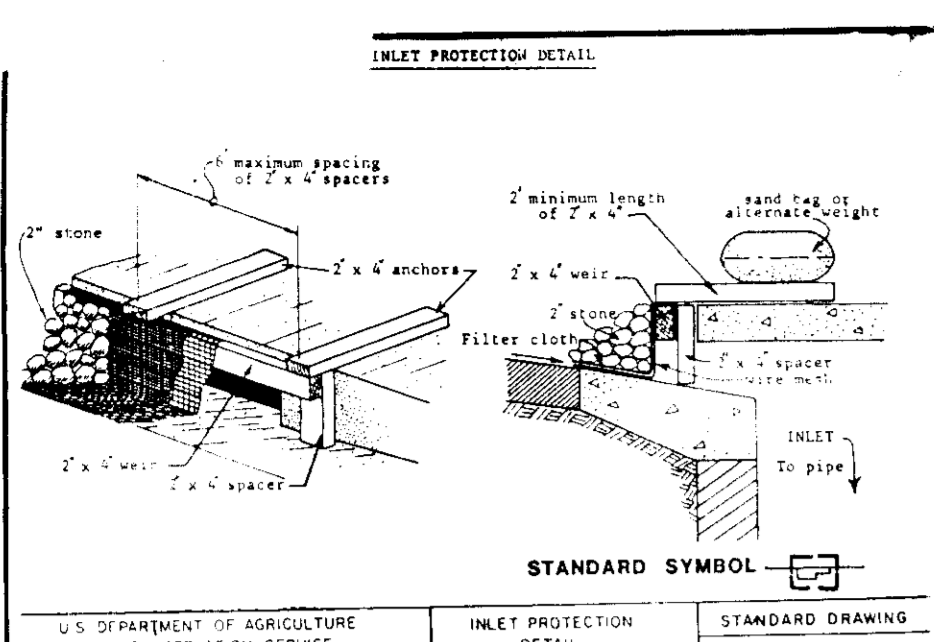 INLET PROTECTION DETAIL
6' maximum spacing
of 2" x 4" spacers
2" stone
2" x 4" anchors
2" x 4" weir
2" x 4" spacer
2' minimum length
of 2" x 4"
sand bag or
alternate weight
2" x 4" weir
2" stone
Filter cloth
2" x 4" spacer
wire mesh
INLET
To pipe
STANDARD SYMBOL
U.S. DEPARTMENT OF AGRICULTURE
INLET PROTECTION
DETAIL
STANDARD DRAWING